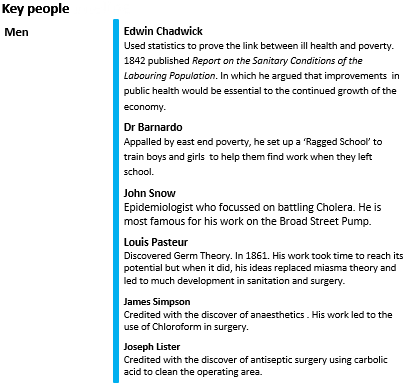 Key people
Men
Edwin Chadwick
Used statistics to prove the link between ill health and poverty.
1842 published Report on the Sanitary Conditions of the
Labouring Population. In which he argued that improvements in
public health would be essential to the continued growth of the
economy.
Dr Barnardo
Appalled by east end poverty, he set up a ‘Ragged School’ to
train boys and girls to help them find work when they left
school.
John Snow
Epidemiologist who focussed on battling Cholera. He is
most famous for his work on the Broad Street Pump.
Louis Pasteur
Discovered Germ Theory. In 1861. His work took time to reach its
potential but when it did, his ideas replaced miasma theory and
led to much development in sanitation and surgery.
James Simpson
Credited with the discover of anaesthetics . His work led to the
use of Chloroform in surgery.
Joseph Lister
Credited with the discover of antiseptic surgery using carbolic
acid to clean the operating area.